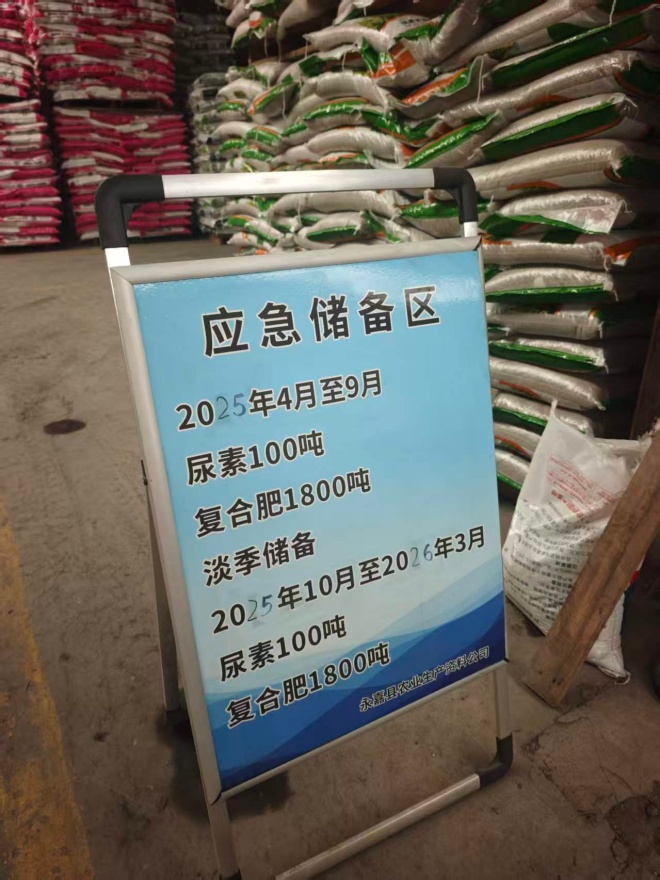 应急储备区
2025年4月至9月
尿素100吨
复合肥1800吨
淡季储备
2025年10月至2026年3月
尿素100吨
复合肥1800吨
永嘉县农业生产资料公司